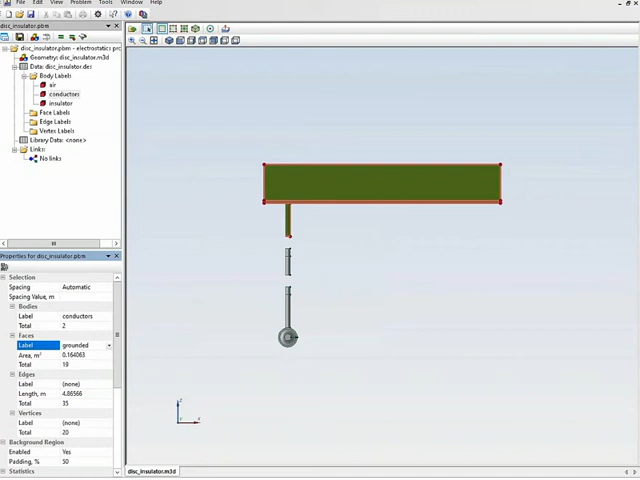 File Edit View Problem Tools Window Help
disc_insulator.pbm
disc_insulator.pbm - electrostatics pro
Geometry: disc_insulator.m3d
Data: disc_insulator.des
Body Labels
air
conductors
insulator
Face Labels
Edge Labels
Vertex Labels
Library Data: <none>
Links:
No links
Properties for disc_insulator.pbm
Selection
Spacing Automatic
Spacing Value, m
Bodies
Label conductors
Total 2
Faces
Label grounded
Area, m² 0.164063
Total 19
Edges
Label (none)
Length, m 4.86566
Total 35
Vertices
Label (none)
Total 20
Background Region
Enabled Yes
Padding, % 50
Statistics
z
x
disc_insulator.m3d